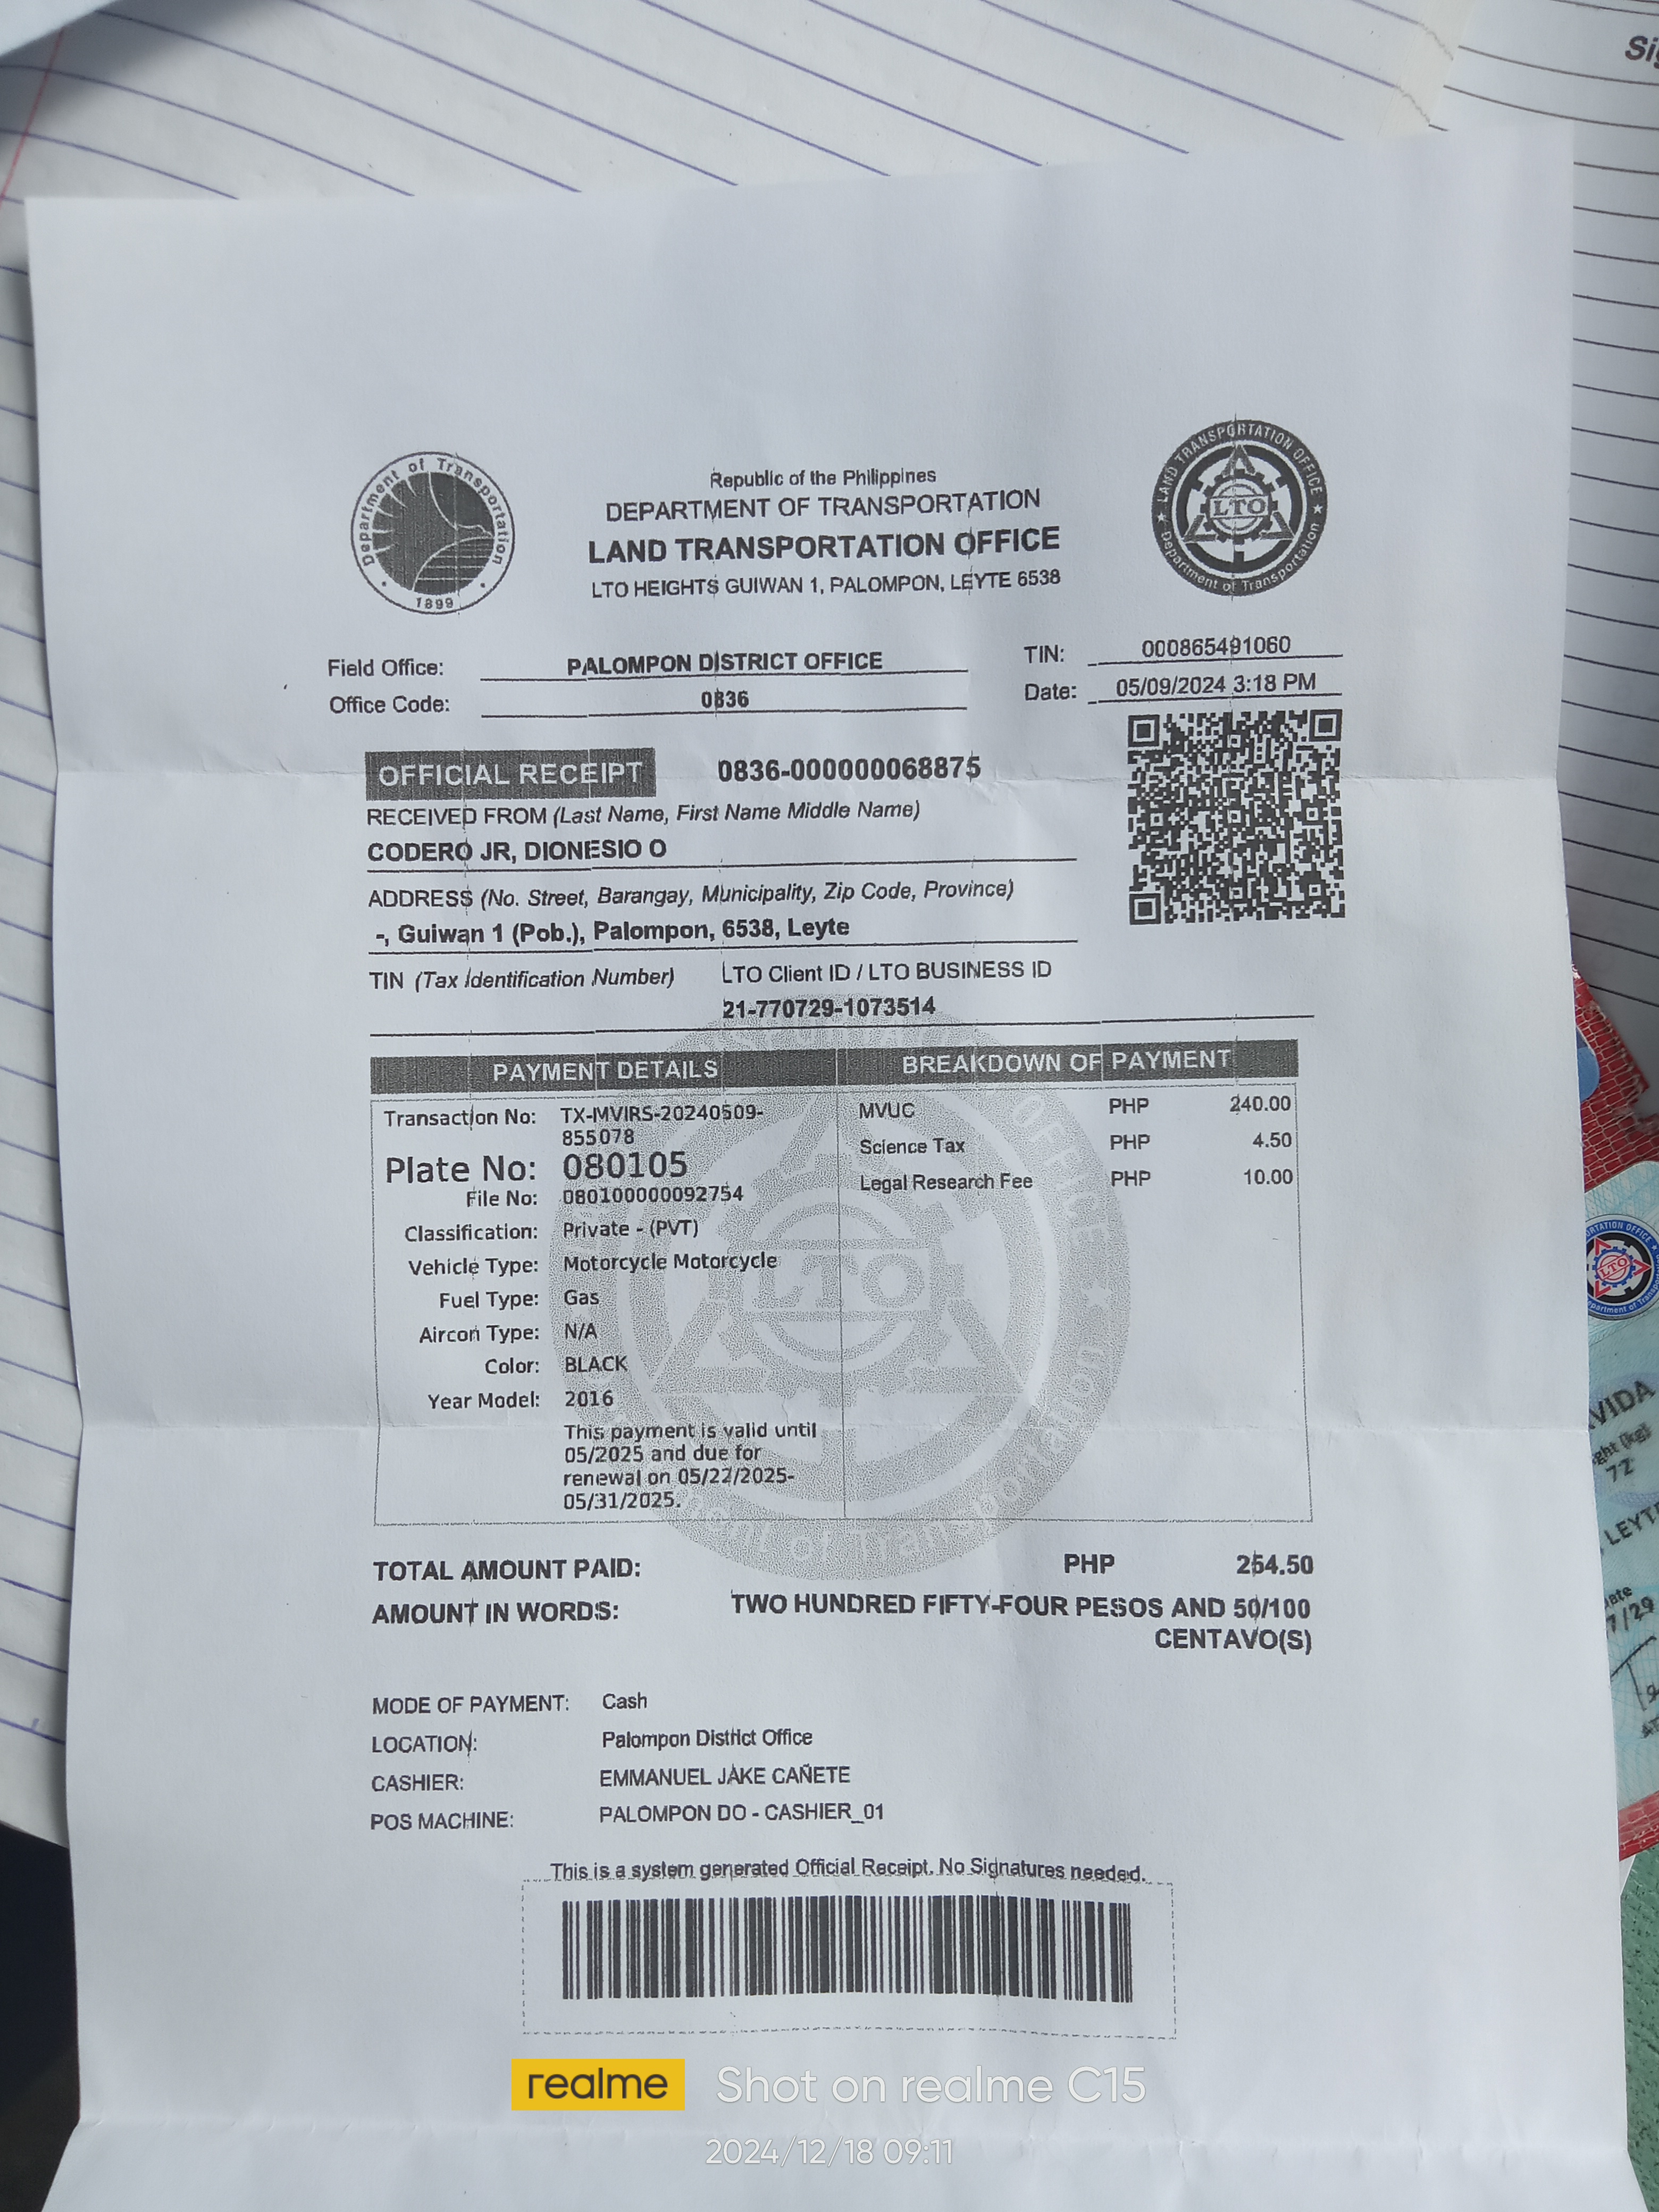 Republic of the Philippines
DEPARTMENT OF TRANSPORTATION
LAND TRANSPORTATION OFFICE
LTO HEIGHTS GUIWAN 1, PALOMPON, LEYTE 6538
Department of Transportation
1899
LAND TRANSPORTATION OFFICE
LTO
Department of Transportation
Field Office: PALOMPON DISTRICT OFFICE TIN: 000865491060
Office Code: 0836 Date: 05/09/2024 3:18 PM
OFFICIAL RECEIPT 0836-000000068875
RECEIVED FROM (Last Name, First Name Middle Name)
CODERO JR, DIONESIO O
ADDRESS (No. Street, Barangay, Municipality, Zip Code, Province)
-, Guiwan 1 (Pob.), Palompon, 6538, Leyte
TIN (Tax Identification Number) LTO Client ID / LTO BUSINESS ID
21-770729-1073514
PAYMENT DETAILS BREAKDOWN OF PAYMENT
Transaction No: TX-MVIRS-20240509- MVUC PHP 240.00
855078 Science Tax PHP 4.50
Plate No: 080105 Legal Research Fee PHP 10.00
File No: 080100000092754
Classification: Private - (PVT)
Vehicle Type: Motorcycle Motorcycle
Fuel Type: Gas
Aircon Type: N/A
Color: BLACK
Year Model: 2016
This payment is valid until
05/2025 and due for
renewal on 05/22/2025-
05/31/2025.
TOTAL AMOUNT PAID: PHP 254.50
AMOUNT IN WORDS: TWO HUNDRED FIFTY-FOUR PESOS AND 50/100
CENTAVO(S)
MODE OF PAYMENT: Cash
LOCATION: Palompon District Office
CASHIER: EMMANUEL JAKE CAÑETE
POS MACHINE: PALOMPON DO - CASHIER_01
This is a system generated Official Receipt. No Signatures needed.
realme Shot on realme C15
2024/12/18 09:11
LTO
72